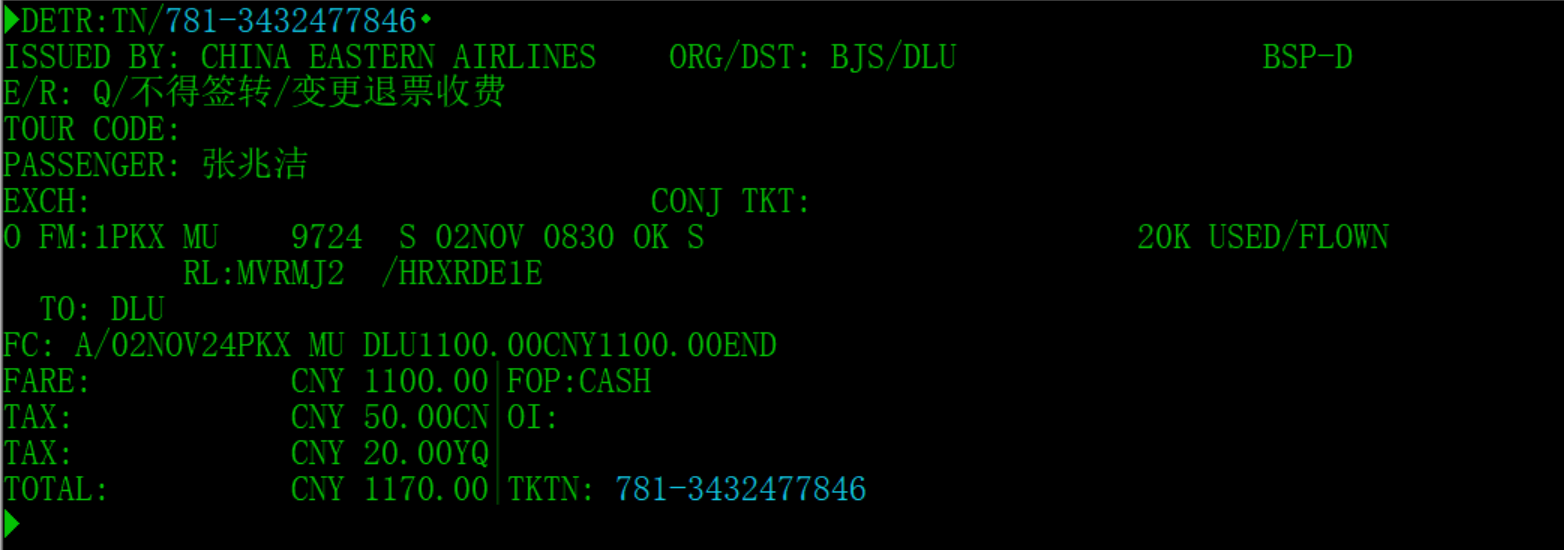 ▶DETR:TN/781-3432477846•
ISSUED BY: CHINA EASTERN AIRLINES    ORG/DST: BJS/DLU                 BSP-D
E/R: Q/不得签转/变更退票收费
TOUR CODE:
PASSENGER: 张兆洁
EXCH:                               CONJ TKT:
O FM:1PKX MU    9724  S 02NOV 0830 OK S                        20K USED/FLOWN
          RL:MVRMJ2  /HRXRDE1E
  TO: DLU
FC: A/02NOV24PKX MU DLU1100.00CNY1100.00END
FARE:           CNY 1100.00|FOP:CASH
TAX:            CNY 50.00CN|OI:
TAX:            CNY 20.00YQ|
TOTAL:          CNY 1170.00|TKTN: 781-3432477846
▶